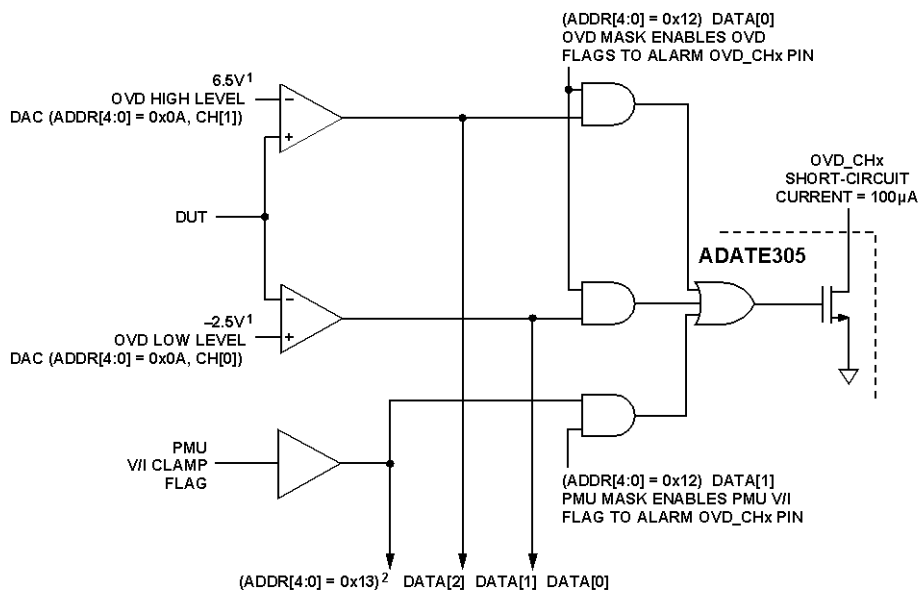 (ADDR[4:0] = 0x12) DATA[0]
OVD MASK ENABLES OVD
FLAGS TO ALARM OVD_CHx PIN
6.5V1
OVD HIGH LEVEL
DAC (ADDR[4:0] = 0x0A, CH[1])
−
+
OVD_CHx
SHORT-CIRCUIT
CURRENT = 100µA
DUT
ADATE305
−
–2.5V1
+
OVD LOW LEVEL
DAC (ADDR[4:0] = 0x0A, CH[0])
PMU
V/I CLAMP
FLAG
(ADDR[4:0] = 0x12) DATA[1]
PMU MASK ENABLES PMU V/I
FLAG TO ALARM OVD_CHx PIN
(ADDR[4:0] = 0x13)2 DATA[2] DATA[1] DATA[0]